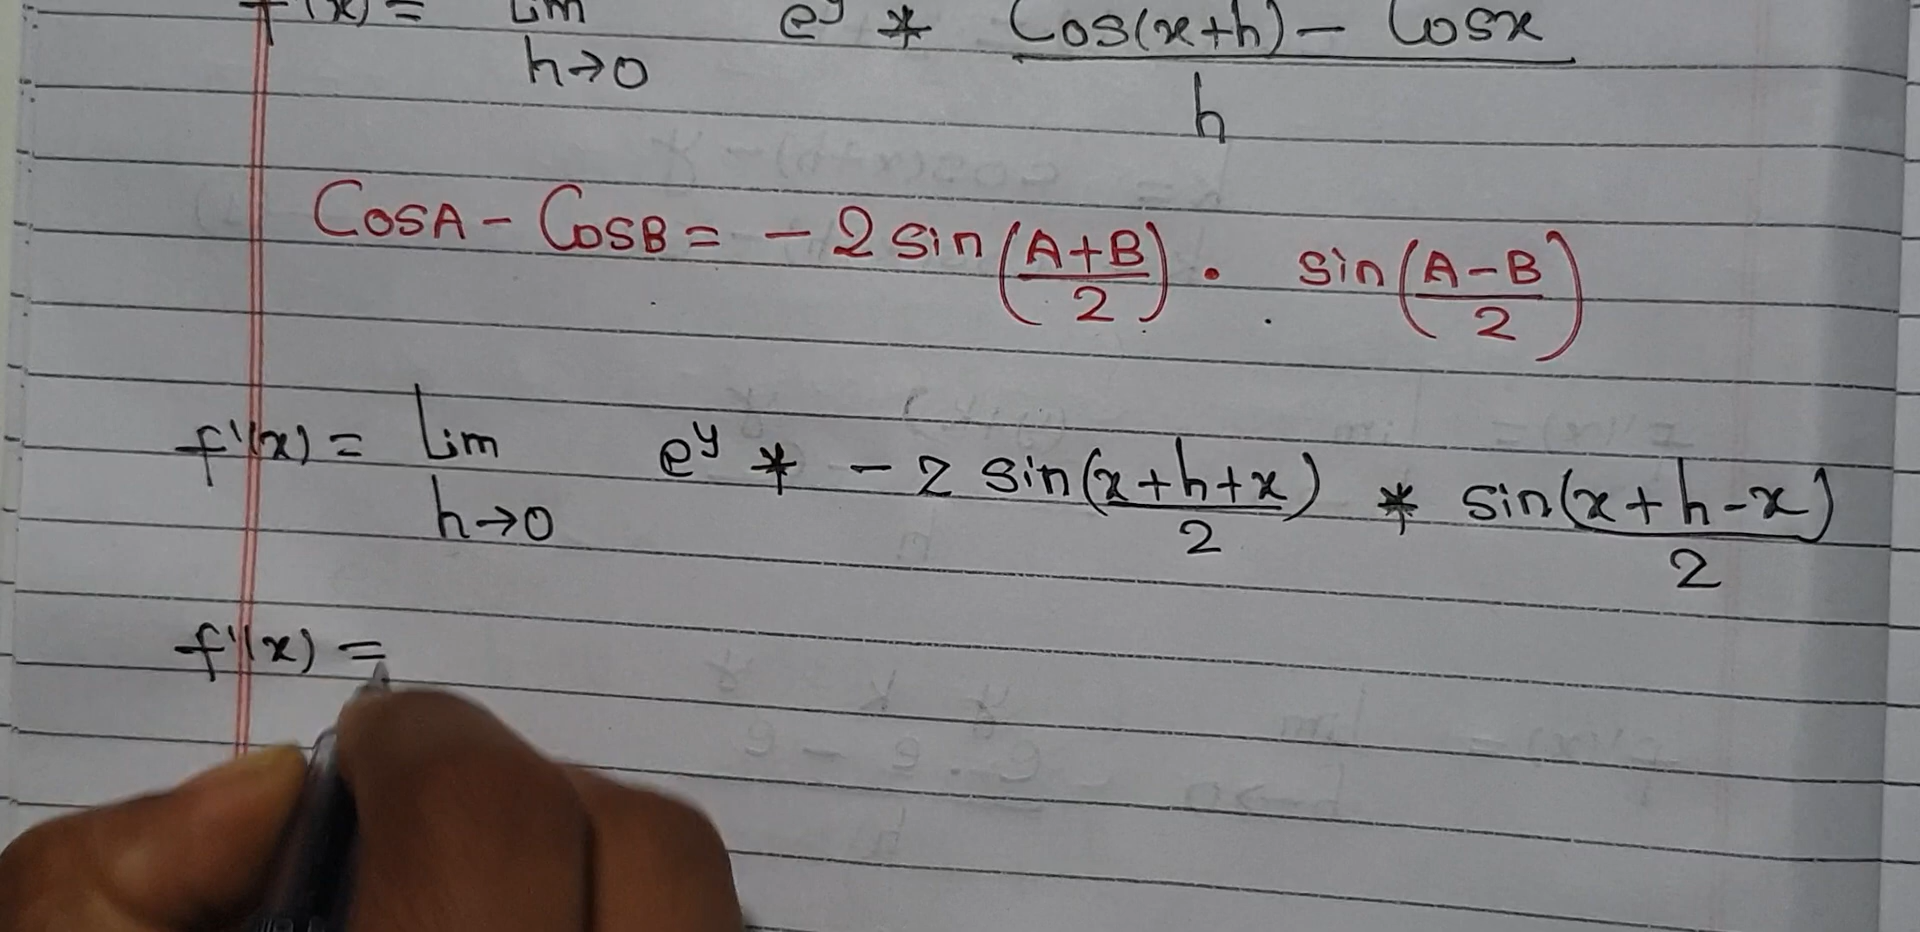 f'(x) = Lim e^y * Cos(x+h) - Cosx
h→0 h
CosA - CosB = -2 sin(A+B/2) . sin(A-B/2)
f'(x) = Lim e^y * -2 sin(x+h+x) * sin(x+h-x)
h→0 2 2
f'(x) =